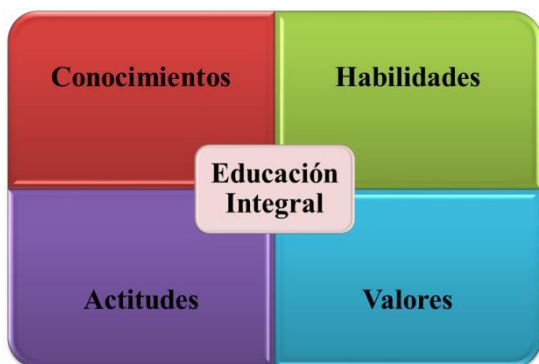 Conocimientos
Habilidades
Educación
Integral
Actitudes
Valores